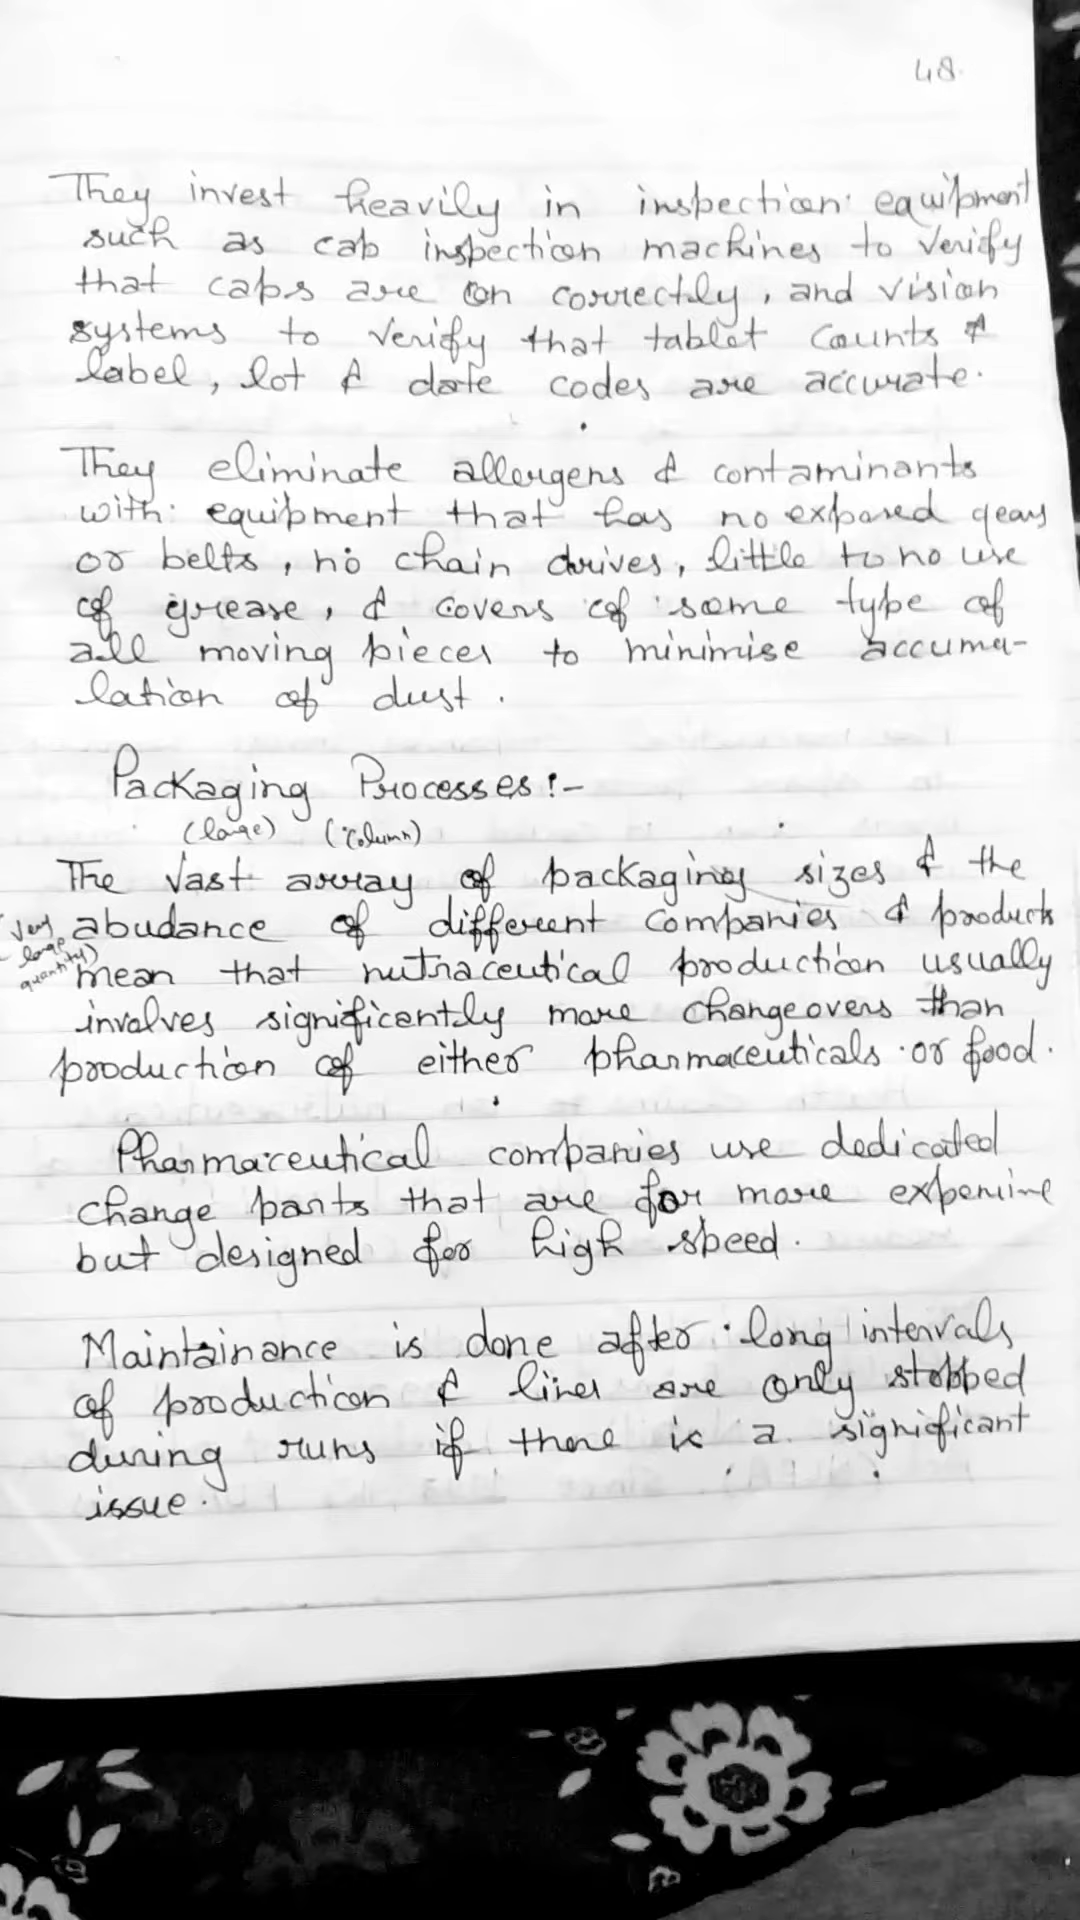 48.
They invest heavily in inspection equipment
such as cap inspection machines to verify
that caps are on correctly, and vision
systems to verify that tablet counts &
label, lot & date codes are accurate.
They eliminate allergens & contaminants
with equipment that has no exposed gears
or belts, no chain drives, little to no use
of grease, & covers of some type of
all moving pieces to minimise accumu-
lation of dust.
Packaging Processes :-
(large) (column)
The vast array of packaging sizes & the
abudance of different companies & products
(very large quantity)
mean that nutraceutical production usually
involves significantly more changeovers than
production of either pharmaceuticals or food.
Pharmaceutical companies use dedicated
change parts that are far more expensive
but designed for high speed.
Maintainance is done after long intervals
of production & lines are only stopped
during runs if there is a significant
issue.